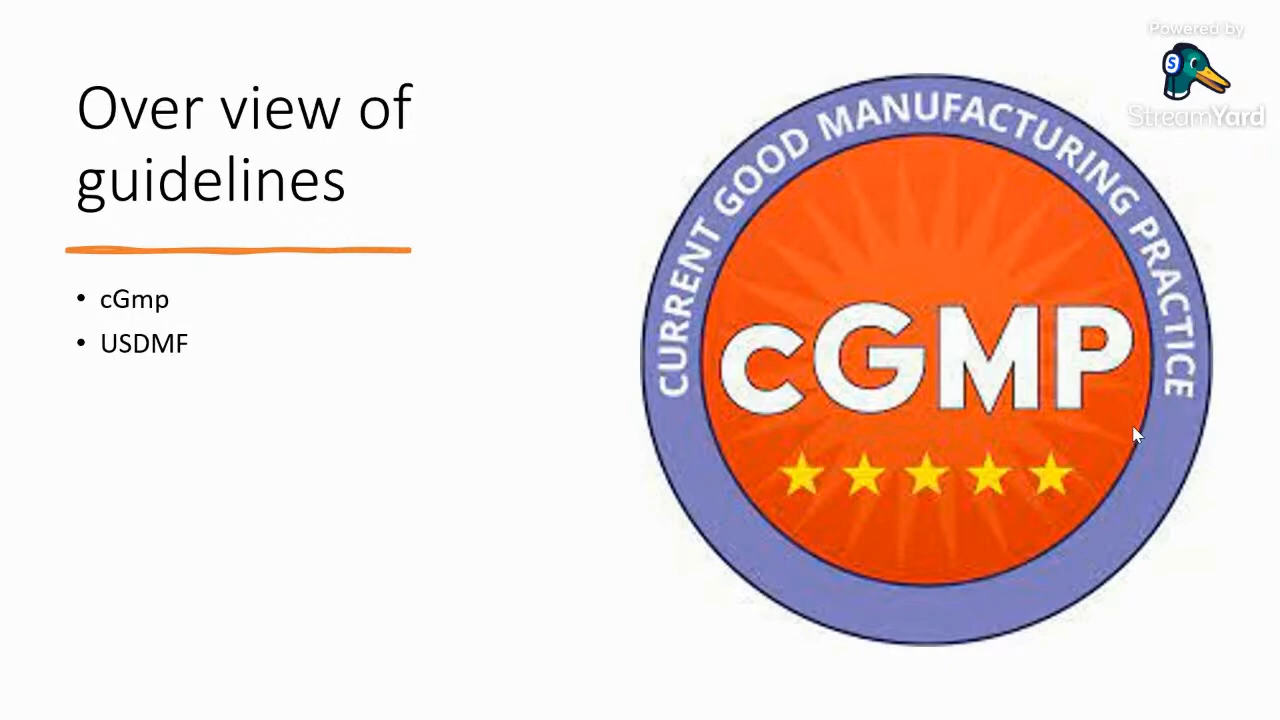 Powered by
StreamYard
Over view of
guidelines
• cGmp
• USDMF
CURRENT GOOD MANUFACTURING PRACTICE
cGMP